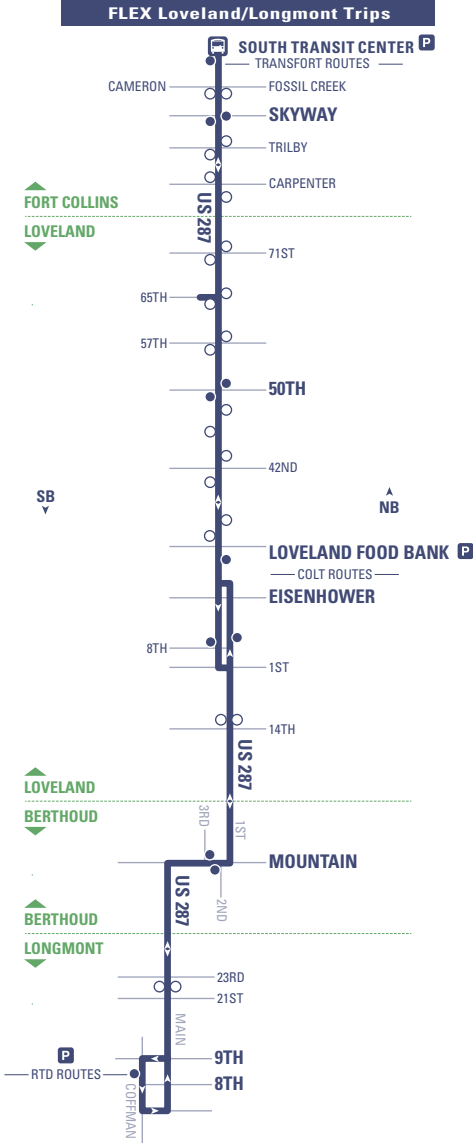 FLEX Loveland/Longmont Trips
SOUTH TRANSIT CENTER P
TRANSFORT ROUTES
CAMERON
FOSSIL CREEK
SKYWAY
TRILBY
CARPENTER
FORT COLLINS
US 287
LOVELAND
71ST
65TH
57TH
50TH
42ND
SB
NB
LOVELAND FOOD BANK P
COLT ROUTES
EISENHOWER
8TH
1ST
14TH
US 287
LOVELAND
BERTHOUD
3RD
1ST
MOUNTAIN
US 287
2ND
BERTHOUD
LONGMONT
23RD
21ST
MAIN
P
9TH
RTD ROUTES
8TH
COFFMAN